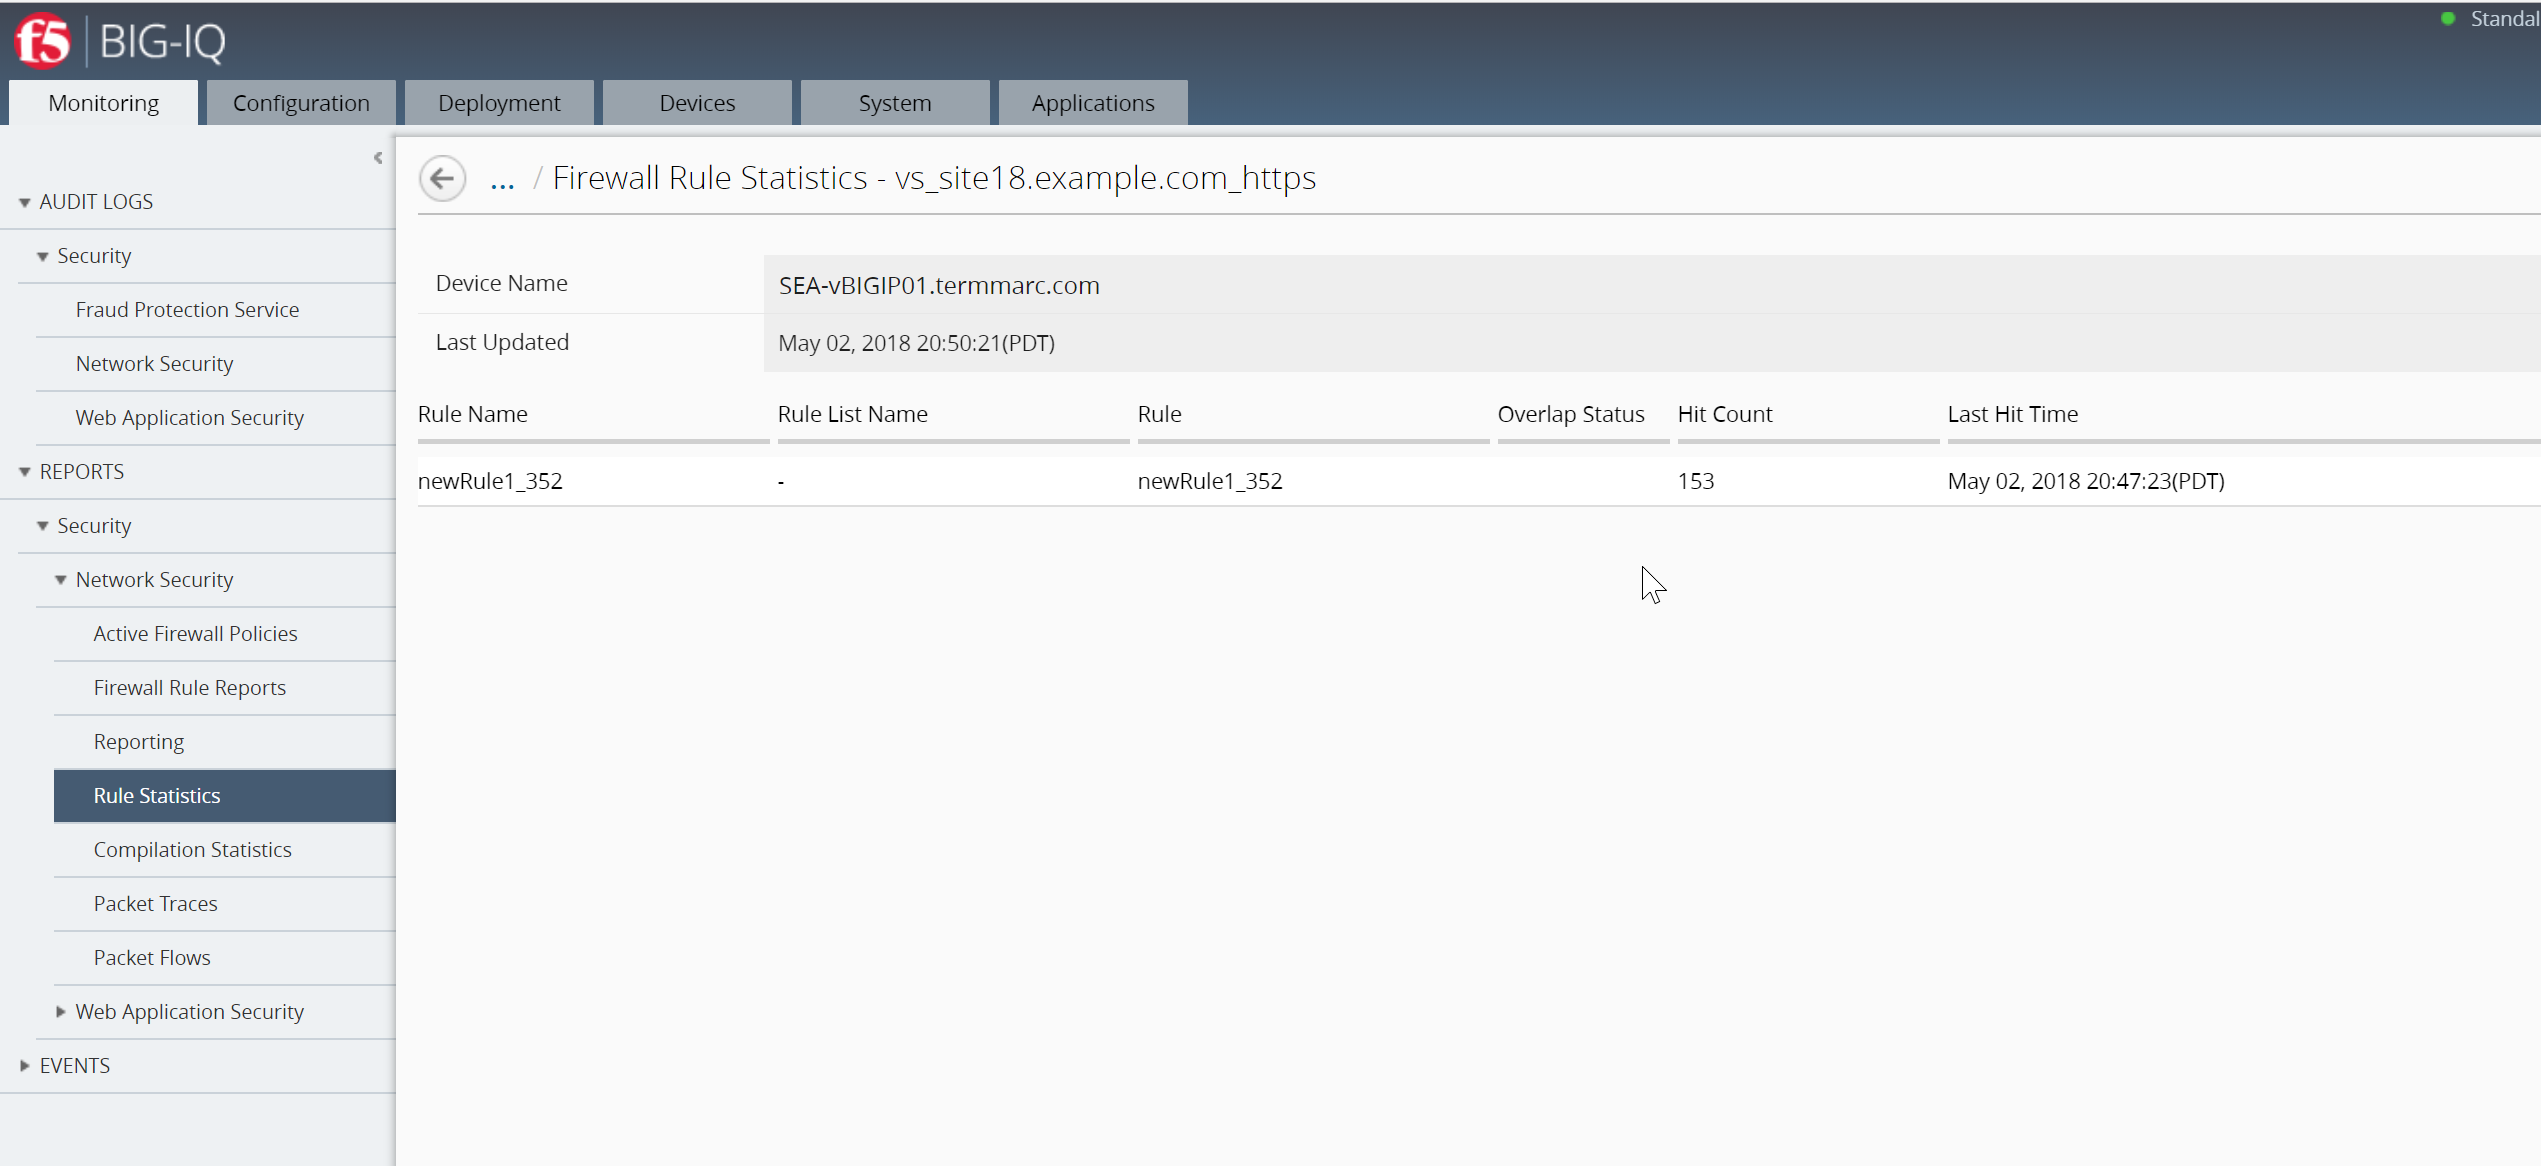 f5 BIG-IQ
Standal
Monitoring Configuration Deployment Devices System Applications
AUDIT LOGS
Security
Fraud Protection Service
Network Security
Web Application Security
REPORTS
Security
Network Security
Active Firewall Policies
Firewall Rule Reports
Reporting
Rule Statistics
Compilation Statistics
Packet Traces
Packet Flows
Web Application Security
EVENTS
... / Firewall Rule Statistics - vs_site18.example.com_https
Device Name SEA-vBIGIP01.termmarc.com
Last Updated May 02, 2018 20:50:21(PDT)
Rule Name Rule List Name Rule Overlap Status Hit Count Last Hit Time
newRule1_352 - newRule1_352 153 May 02, 2018 20:47:23(PDT)